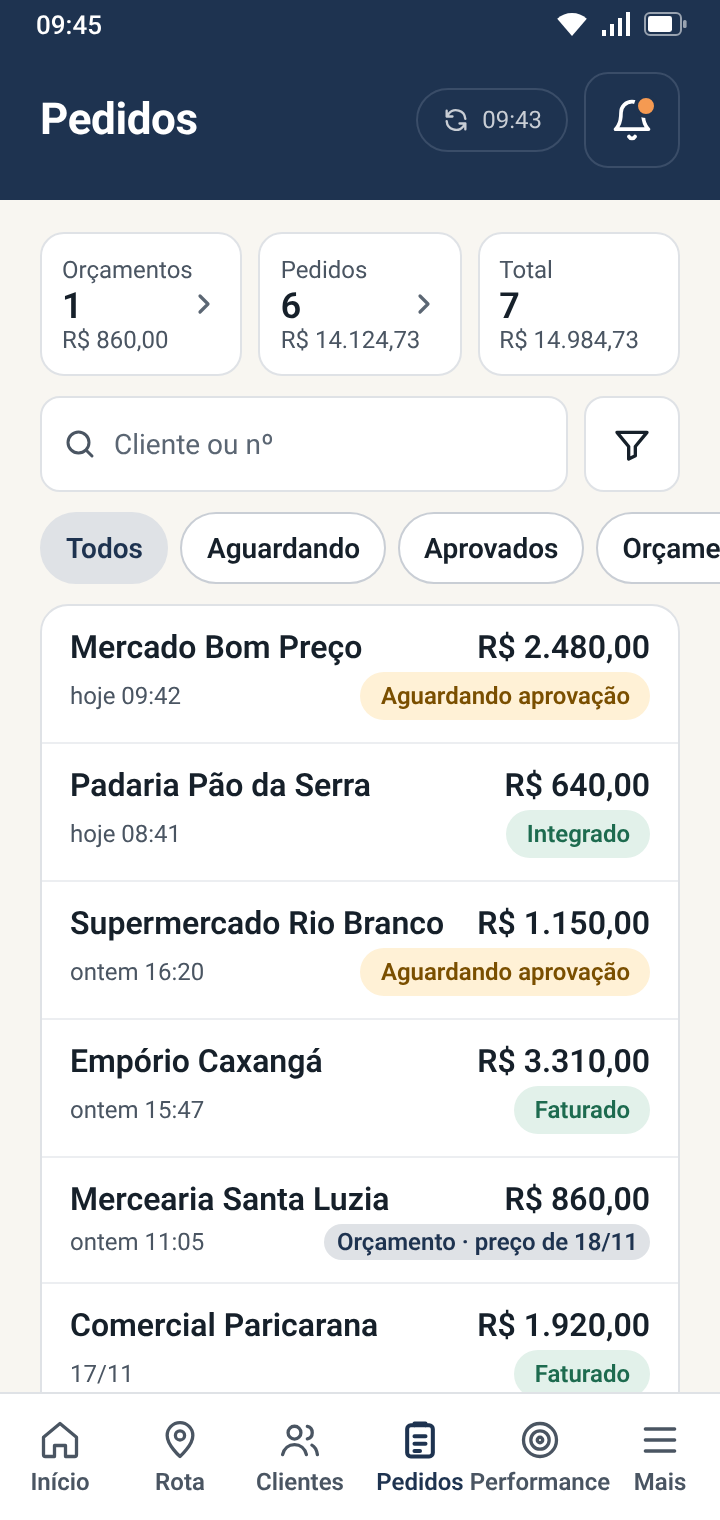 09:45
Pedidos
09:43
Orçamentos
1
R$ 860,00
Pedidos
6
R$ 14.124,73
Total
7
R$ 14.984,73
Cliente ou nº
Todos
Aguardando
Aprovados
Orçame
Mercado Bom Preço R$ 2.480,00
hoje 09:42 Aguardando aprovação
Padaria Pão da Serra R$ 640,00
hoje 08:41 Integrado
Supermercado Rio Branco R$ 1.150,00
ontem 16:20 Aguardando aprovação
Empório Caxangá R$ 3.310,00
ontem 15:47 Faturado
Mercearia Santa Luzia R$ 860,00
ontem 11:05 Orçamento · preço de 18/11
Comercial Paricarana R$ 1.920,00
17/11 Faturado
Início
Rota
Clientes
Pedidos
Performance
Mais